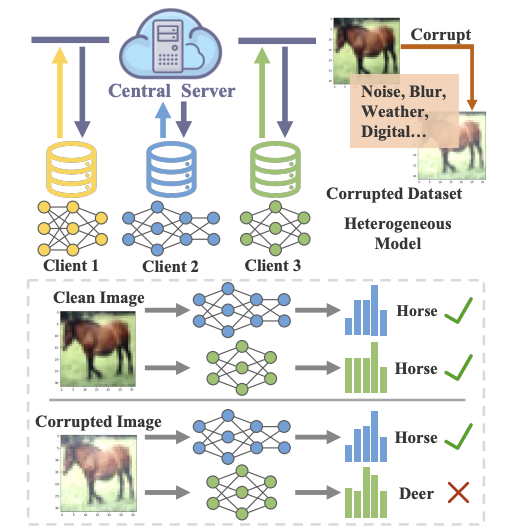 Central Server
Corrupt
Noise, Blur,
Weather,
Digital...
Corrupted Dataset
Heterogeneous
Model
Client 1
Client 2
Client 3
Clean Image
Horse
Horse
Corrupted Image
Horse
Deer